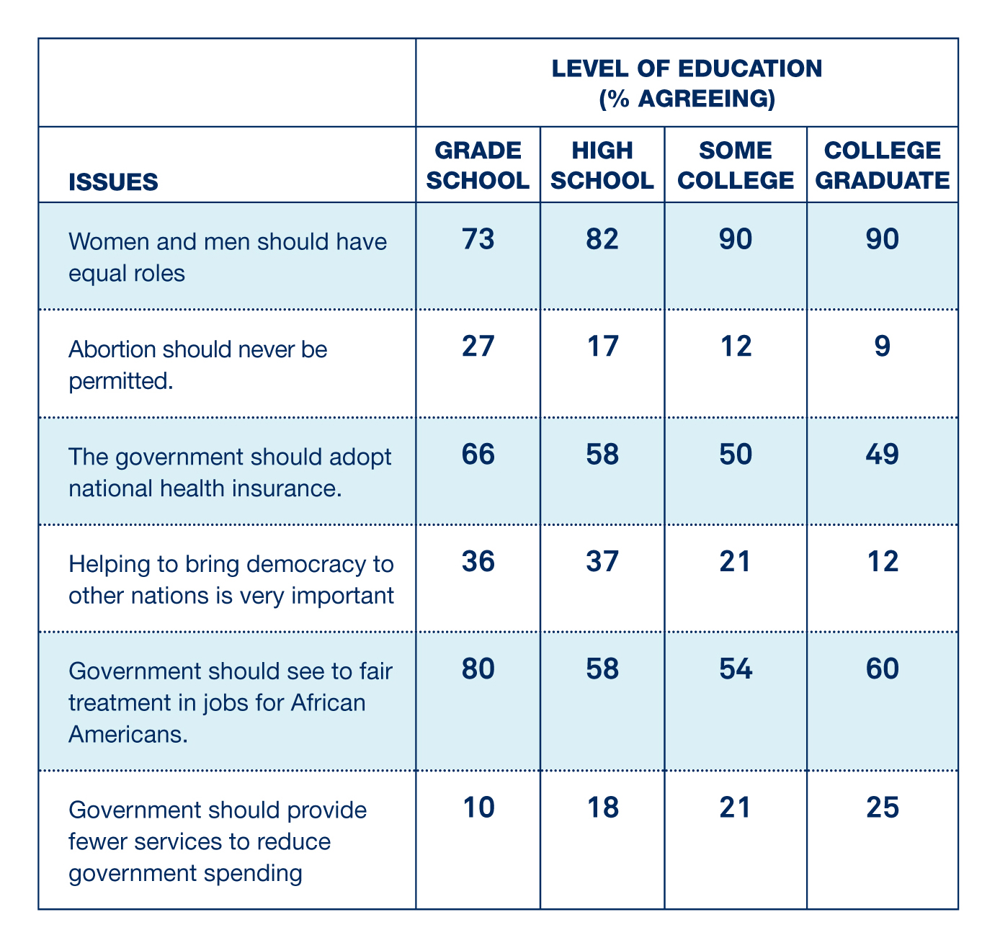 LEVEL OF EDUCATION
(% AGREEING)
ISSUES
GRADE
SCHOOL
HIGH
SCHOOL
SOME
COLLEGE
COLLEGE
GRADUATE
Women and men should have
equal roles
73
82
90
90
Abortion should never be
permitted.
27
17
12
9
The government should adopt
national health insurance.
66
58
50
49
Helping to bring democracy to
other nations is very important
36
37
21
12
Government should see to fair
treatment in jobs for African
Americans.
80
58
54
60
Government should provide
fewer services to reduce
government spending
10
18
21
25